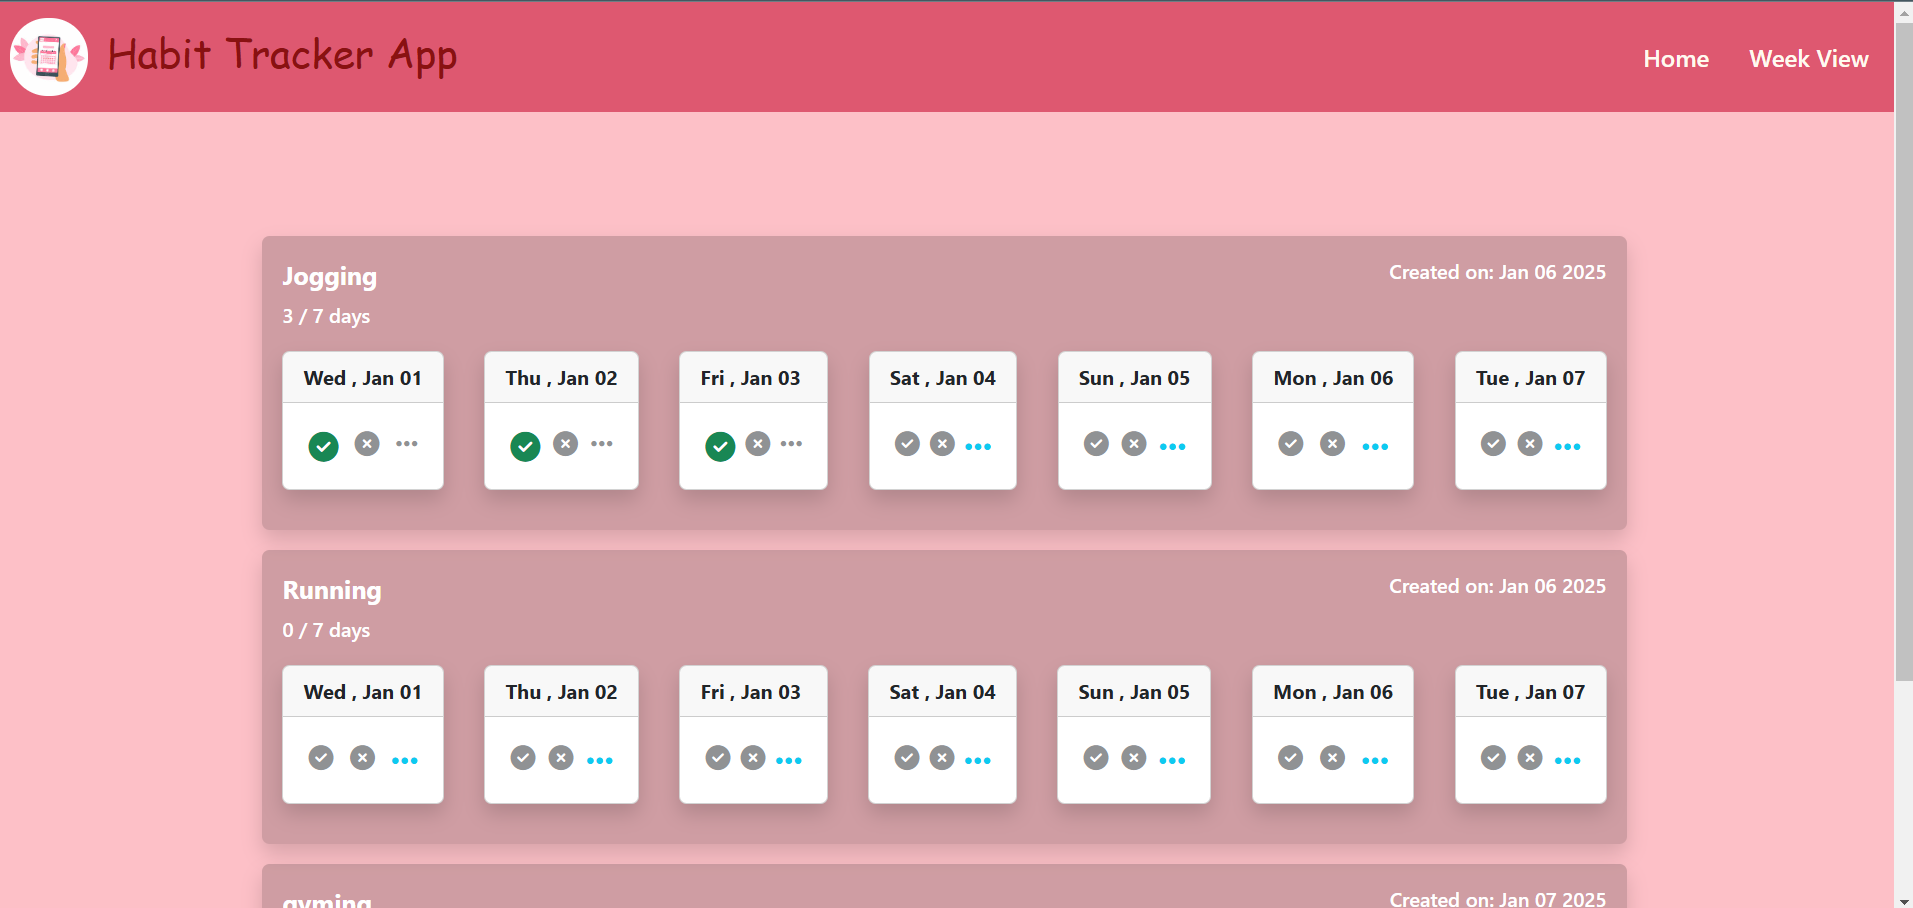 Habit Tracker App
Home Week View
Jogging Created on: Jan 06 2025
3 / 7 days
Wed , Jan 01 Thu , Jan 02 Fri , Jan 03 Sat , Jan 04 Sun , Jan 05 Mon , Jan 06 Tue , Jan 07
Running Created on: Jan 06 2025
0 / 7 days
Wed , Jan 01 Thu , Jan 02 Fri , Jan 03 Sat , Jan 04 Sun , Jan 05 Mon , Jan 06 Tue , Jan 07
gyming Created on: Jan 07 2025